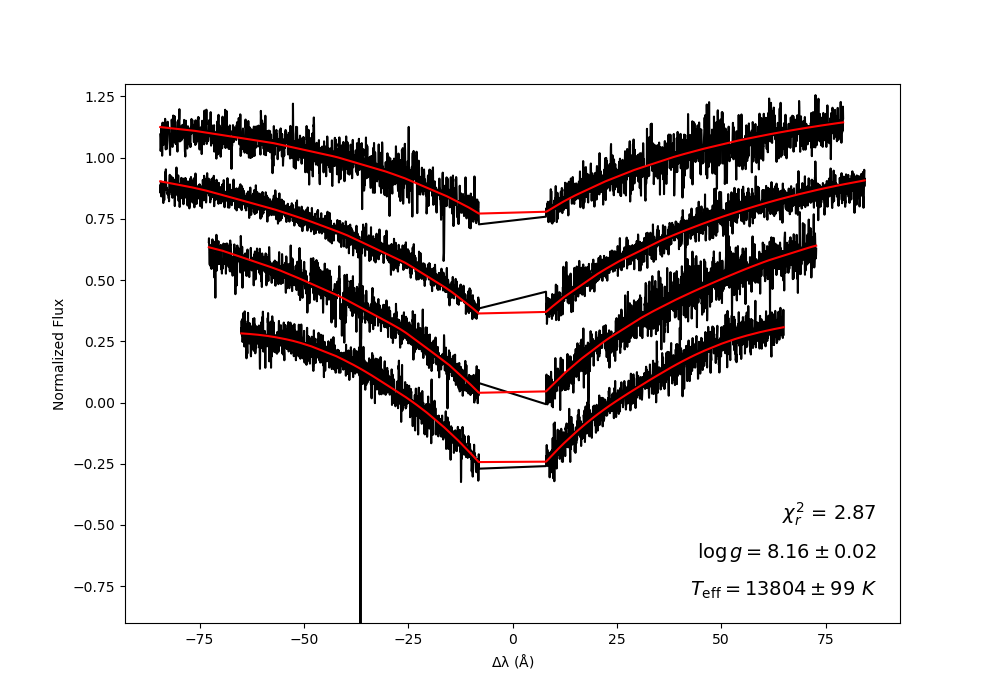 1.25
1.00
0.75
0.50
0.25
0.00
−0.25
−0.50
−0.75
Normalized Flux
χ²ᵣ = 2.87
log g = 8.16 ± 0.02
T_eff = 13804 ± 99 K
−75 −50 −25 0 25 50 75
Δλ (Å)